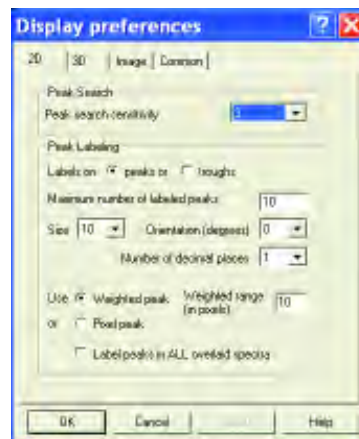 Display preferences ? X
2D 3D Image Common
Peak Search
Peak search sensitivity
Peak Labeling
Labels on peaks or troughs
Maximum number of labeled peaks 10
Size 10 Orientation (degrees) 0
Number of decimal places 1
Use Weighted peak Weighted range 10
(in pixels)
or Pixel peak
Label peaks in ALL overlaid spectra
OK Cancel Help